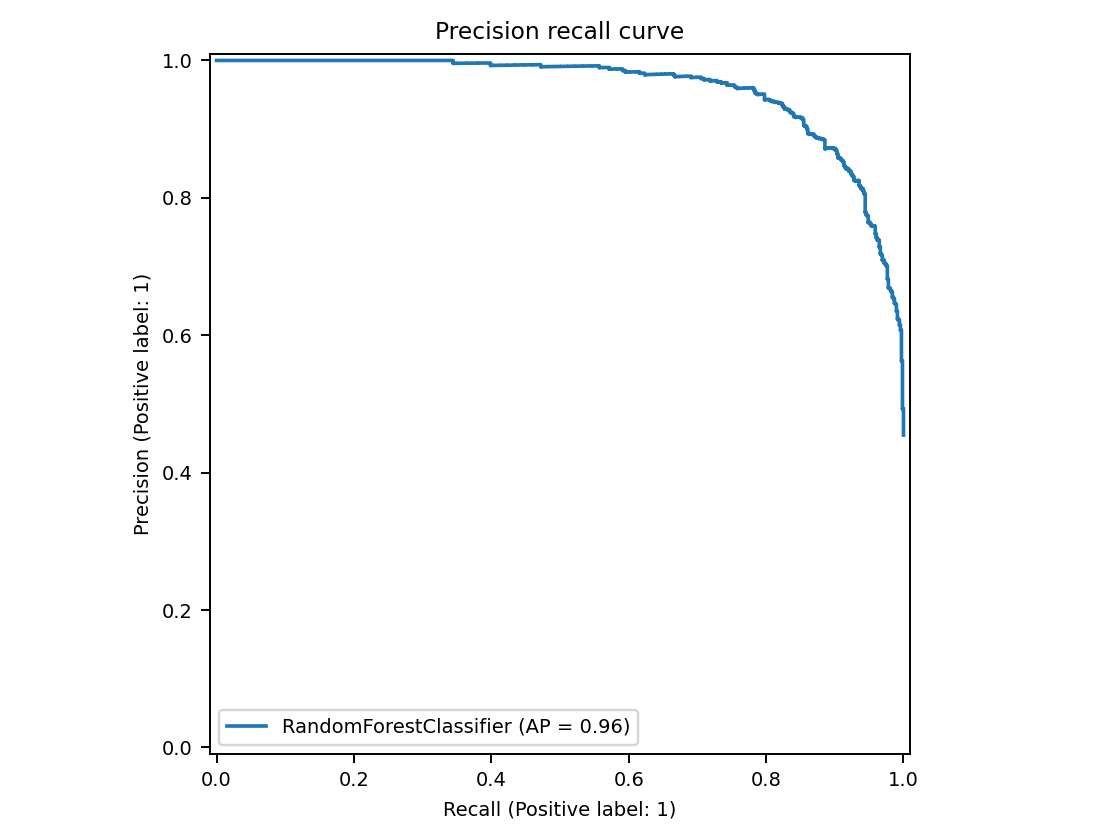 Precision recall curve
1.0
0.8
0.6
0.4
0.2
0.0
Precision (Positive label: 1)
RandomForestClassifier (AP = 0.96)
0.0 0.2 0.4 0.6 0.8 1.0
Recall (Positive label: 1)